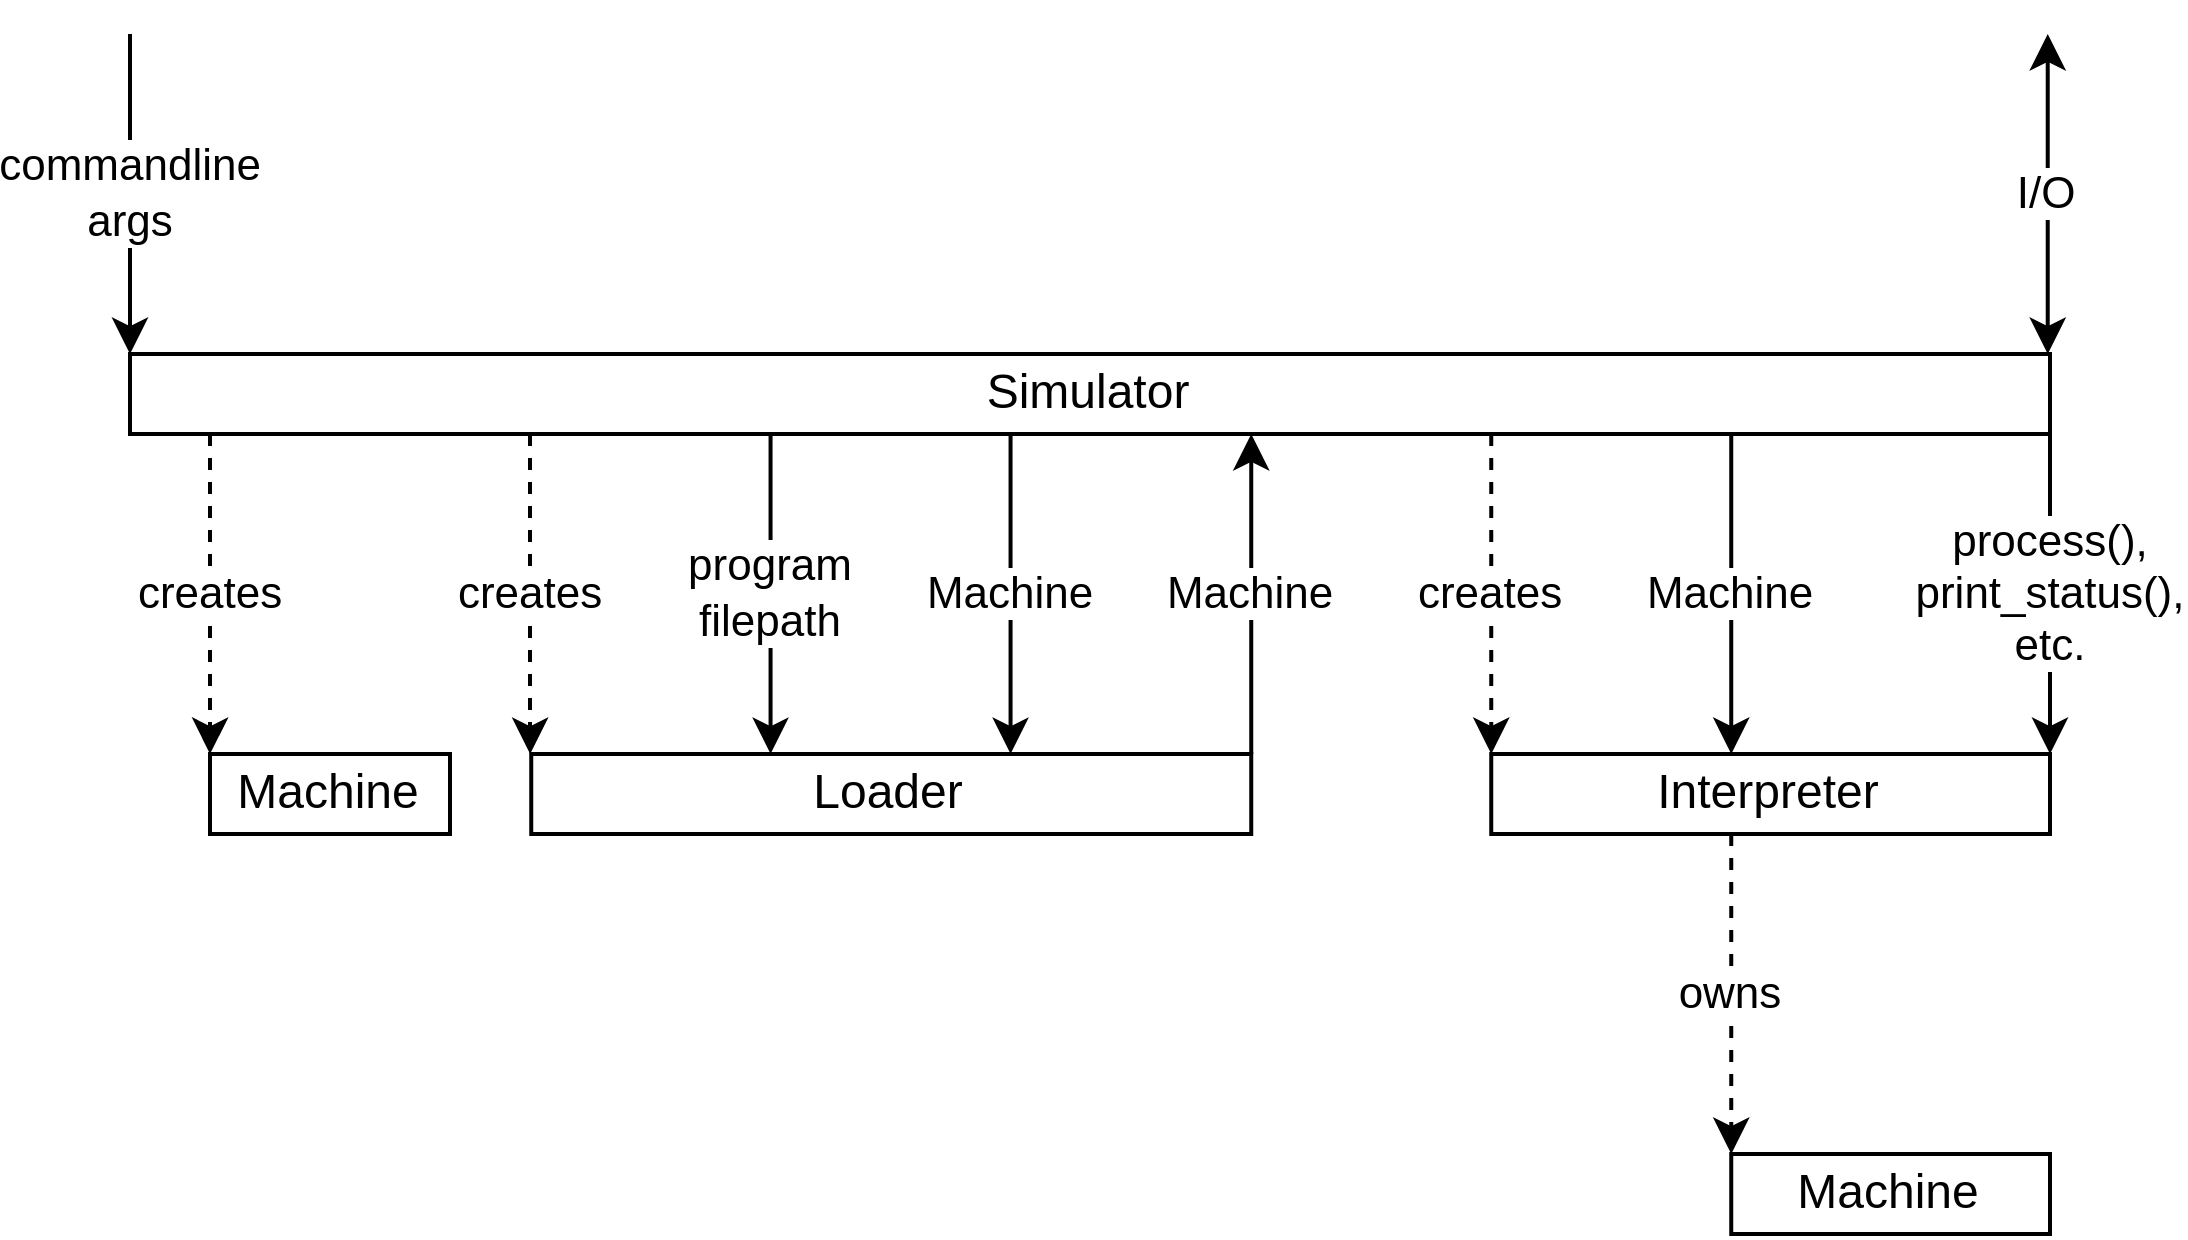 commandline
args
I/O
Simulator
creates
creates
program
filepath
Machine
Machine
creates
Machine
process(),
print_status(),
etc.
Machine
Loader
Interpreter
owns
Machine